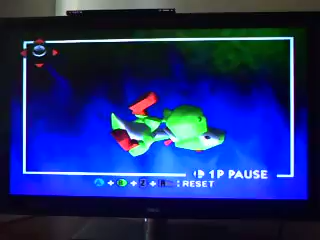 1P PAUSE
A + B + Z + R : RESET